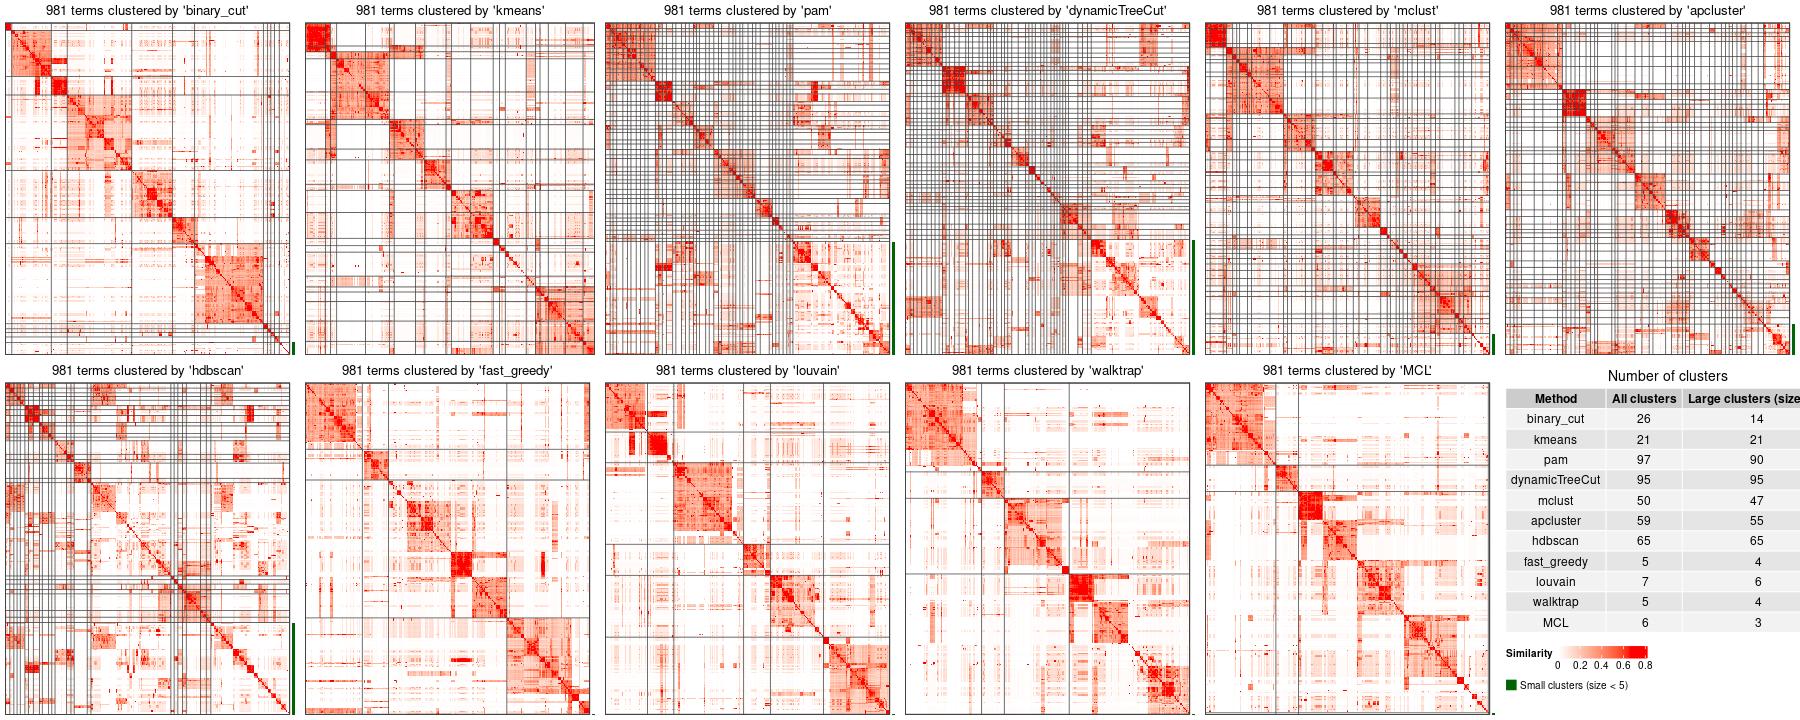 981 terms clustered by 'binary_cut'
981 terms clustered by 'kmeans'
981 terms clustered by 'pam'
981 terms clustered by 'dynamicTreeCut'
981 terms clustered by 'mclust'
981 terms clustered by 'apcluster'
981 terms clustered by 'hdbscan'
981 terms clustered by 'fast_greedy'
981 terms clustered by 'louvain'
981 terms clustered by 'walktrap'
981 terms clustered by 'MCL'
Number of clusters
Method All clusters Large clusters (size
binary_cut 26 14
kmeans 21 21
pam 97 90
dynamicTreeCut 95 95
mclust 50 47
apcluster 59 55
hdbscan 65 65
fast_greedy 5 4
louvain 7 6
walktrap 5 4
MCL 6 3
Similarity
0 0.2 0.4 0.6 0.8
Small clusters (size < 5)